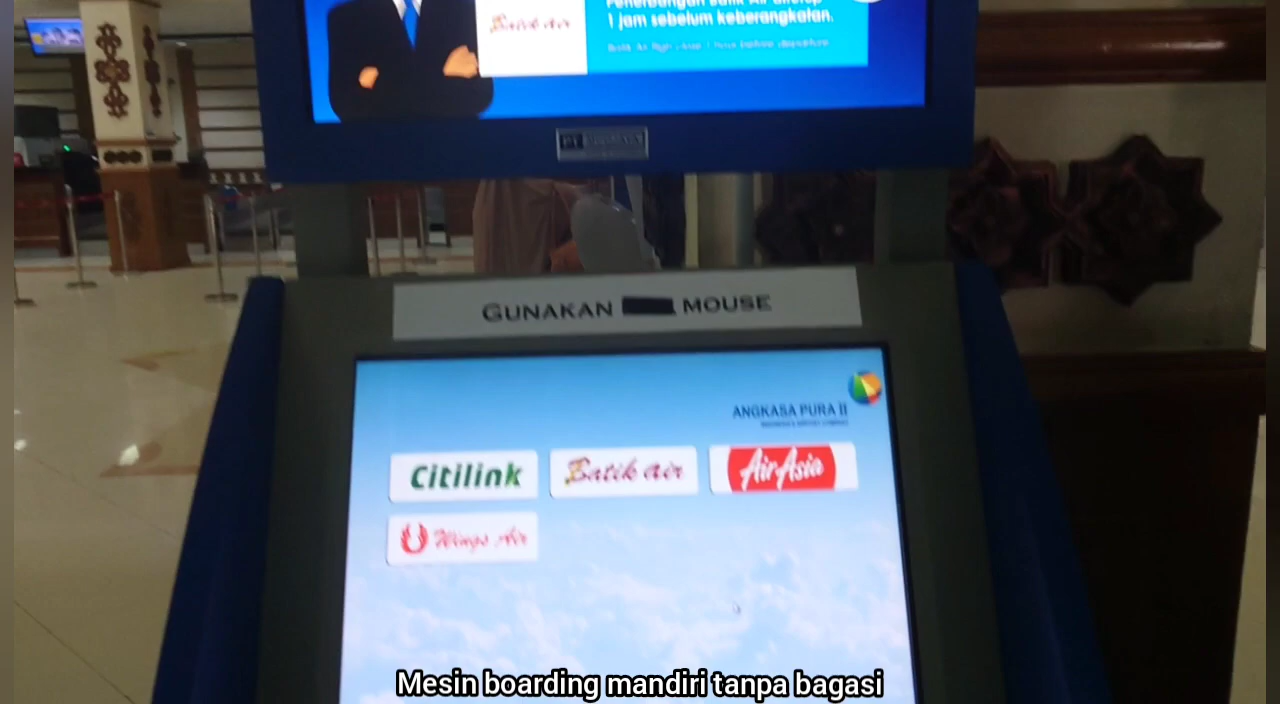 Batik air
Penerbangan Batik Air ditutup
1 jam sebelum keberangkatan.
PT
GUNAKAN MOUSE
ANGKASA PURA II
Citilink
Batik air
AirAsia
Wings Air
Mesin boarding mandiri tanpa bagasi